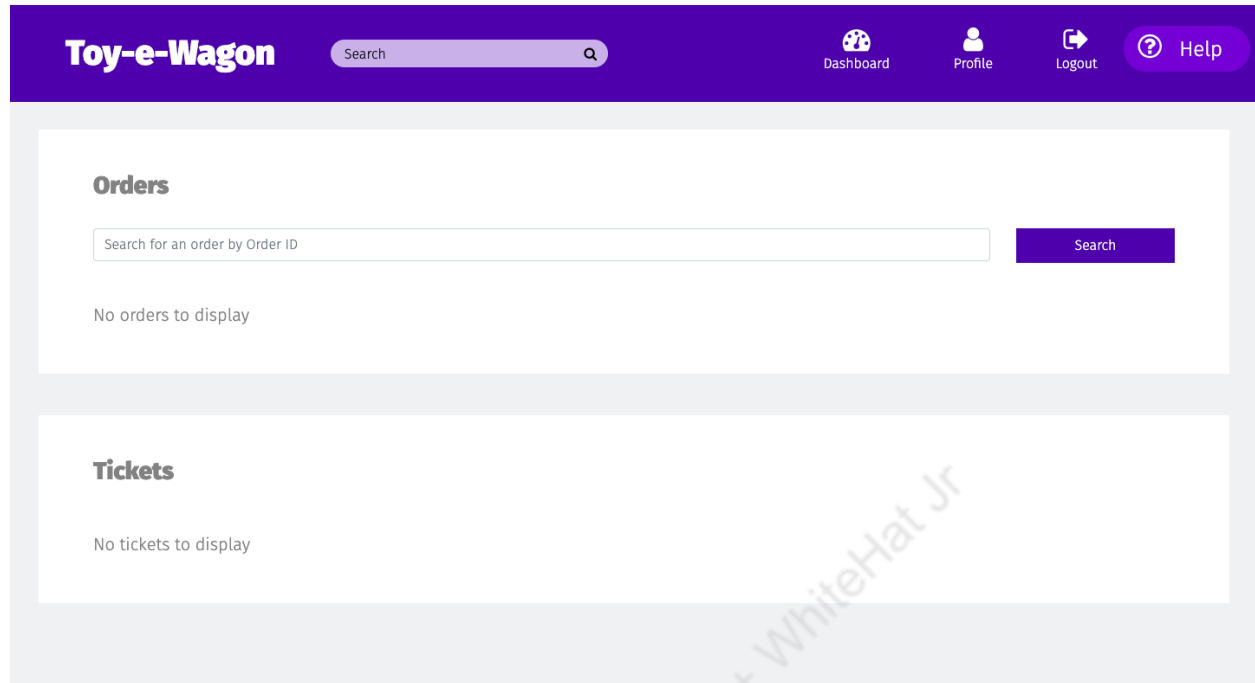 Toy-e-Wagon
Search
Dashboard
Profile
Logout
Help
Orders
Search for an order by Order ID
Search
No orders to display
Tickets
No tickets to display
WhiteHat Jr